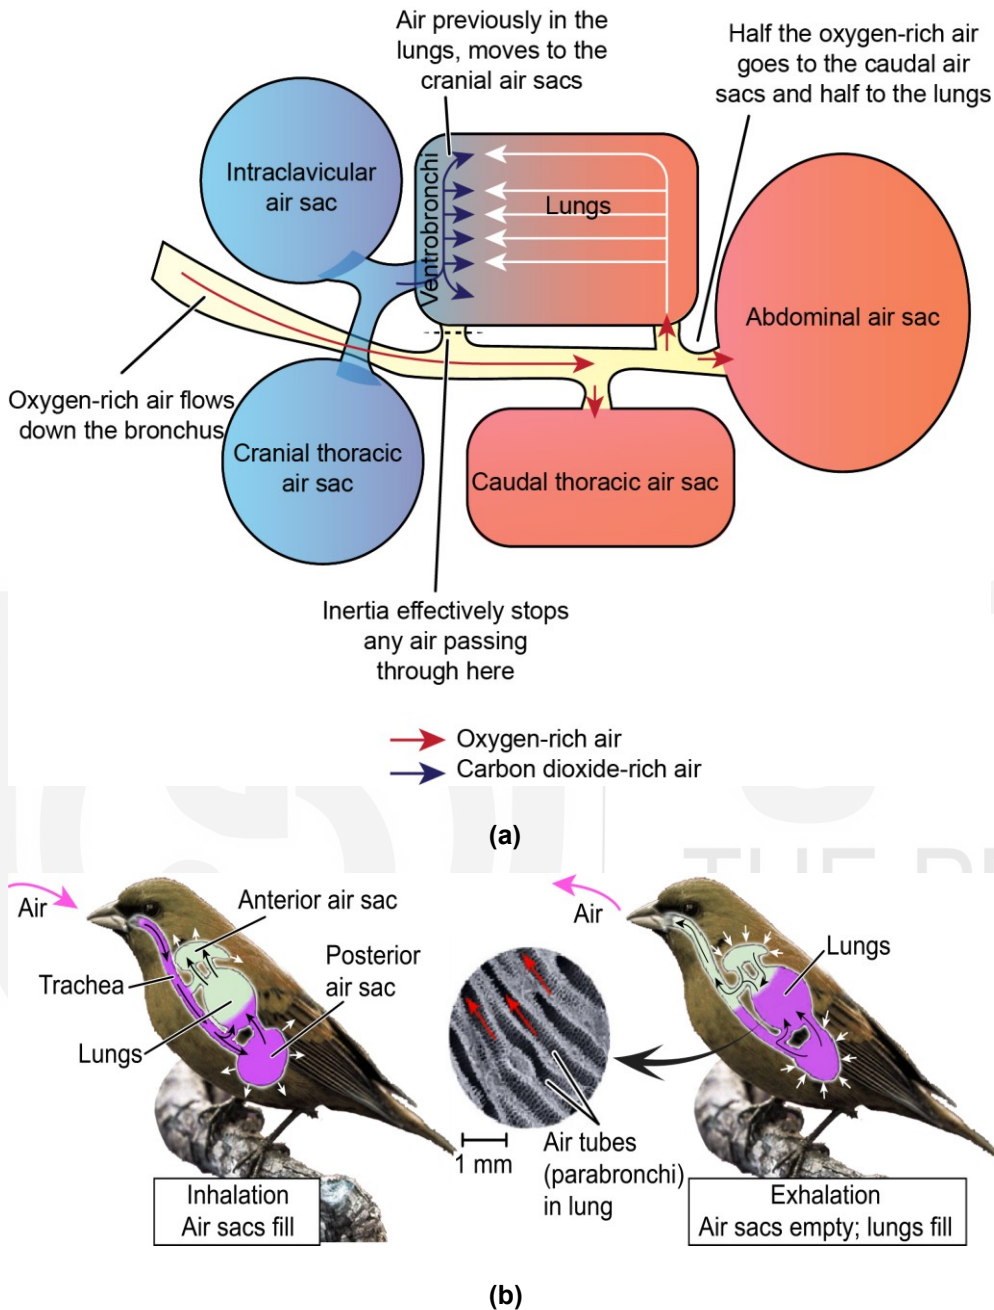 Air previously in the
lungs, moves to the
cranial air sacs
Half the oxygen-rich air
goes to the caudal air
sacs and half to the lungs
Intraclavicular
air sac
Ventrobronchi
Lungs
Abdominal air sac
Oxygen-rich air flows
down the bronchus
Cranial thoracic
air sac
Caudal thoracic air sac
Inertia effectively stops
any air passing
through here
Oxygen-rich air
Carbon dioxide-rich air
(a)
THE PE
Air
Anterior air sac
Posterior
air sac
Trachea
Lungs
Inhalation
Air sacs fill
1 mm
Air tubes
(parabronchi)
in lung
Air
Lungs
Exhalation
Air sacs empty; lungs fill
(b)